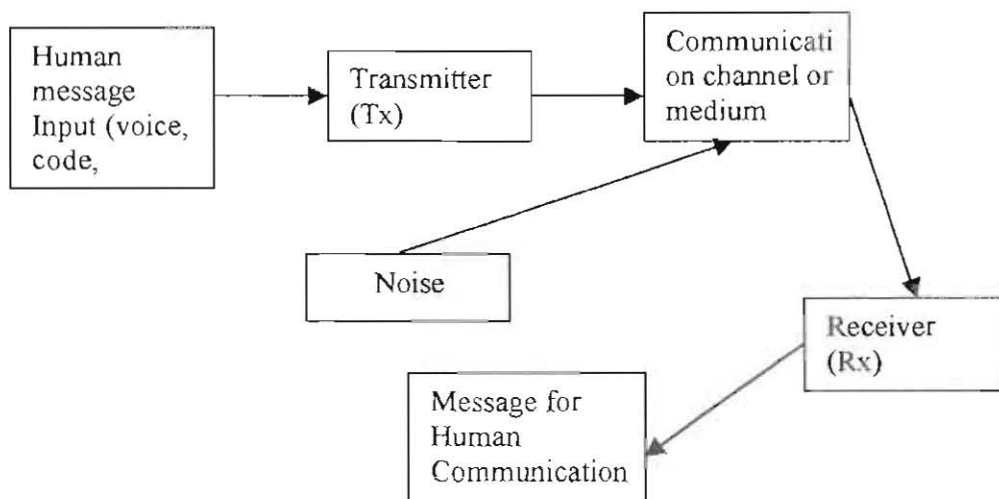 Human
message
Input (voice,
code,
Transmitter
(Tx)
Communicati
on channel or
medium
Noise
Receiver
(Rx)
Message for
Human
Communication